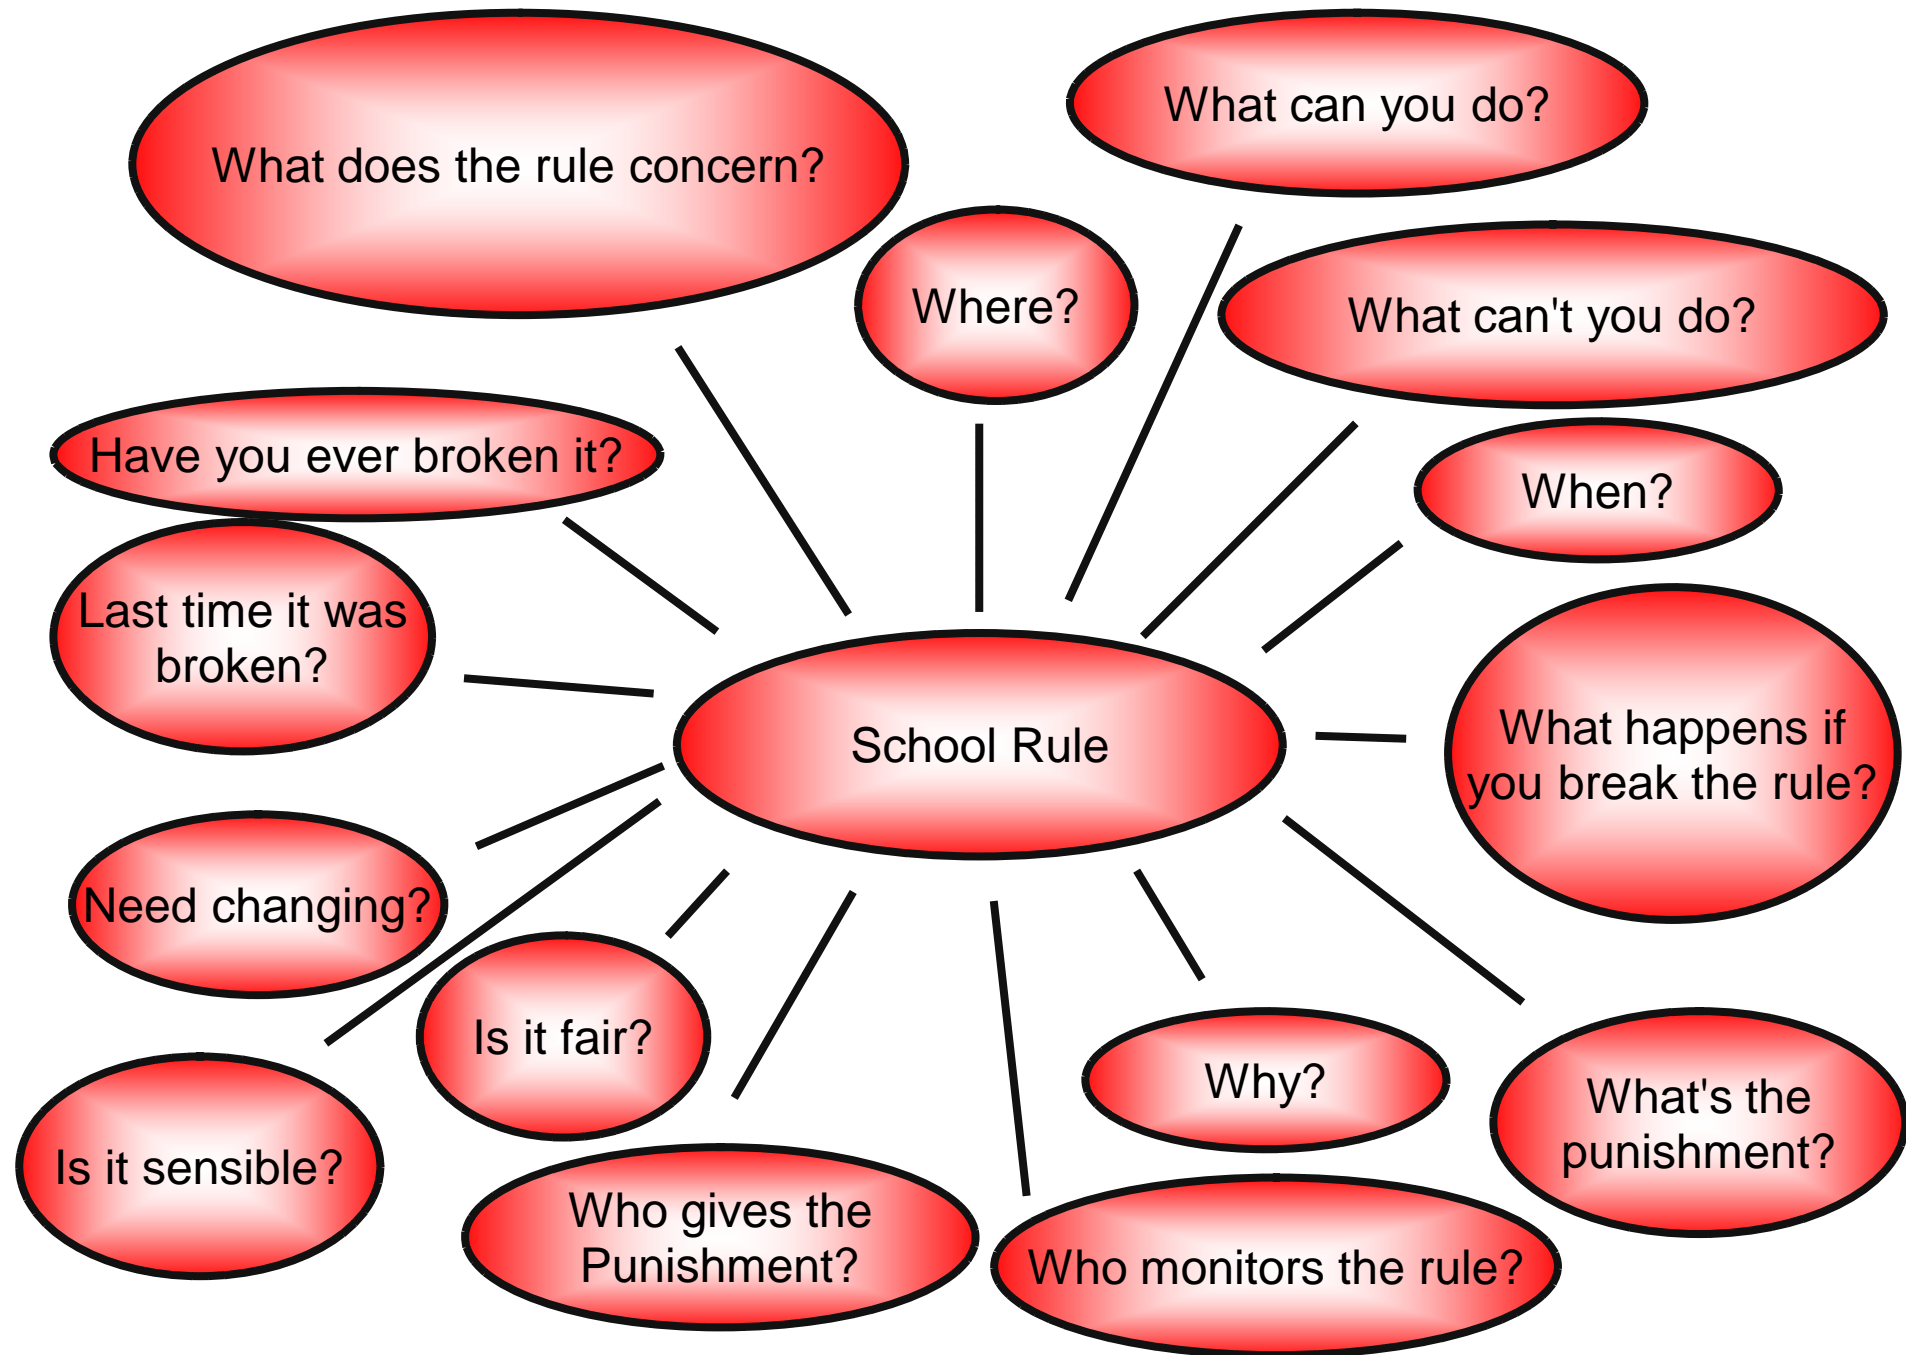 What does the rule concern?
What can you do?
Where?
What can't you do?
Have you ever broken it?
When?
Last time it was
broken?
School Rule
What happens if
you break the rule?
Need changing?
Is it fair?
Why?
What's the
punishment?
Is it sensible?
Who gives the
Punishment?
Who monitors the rule?